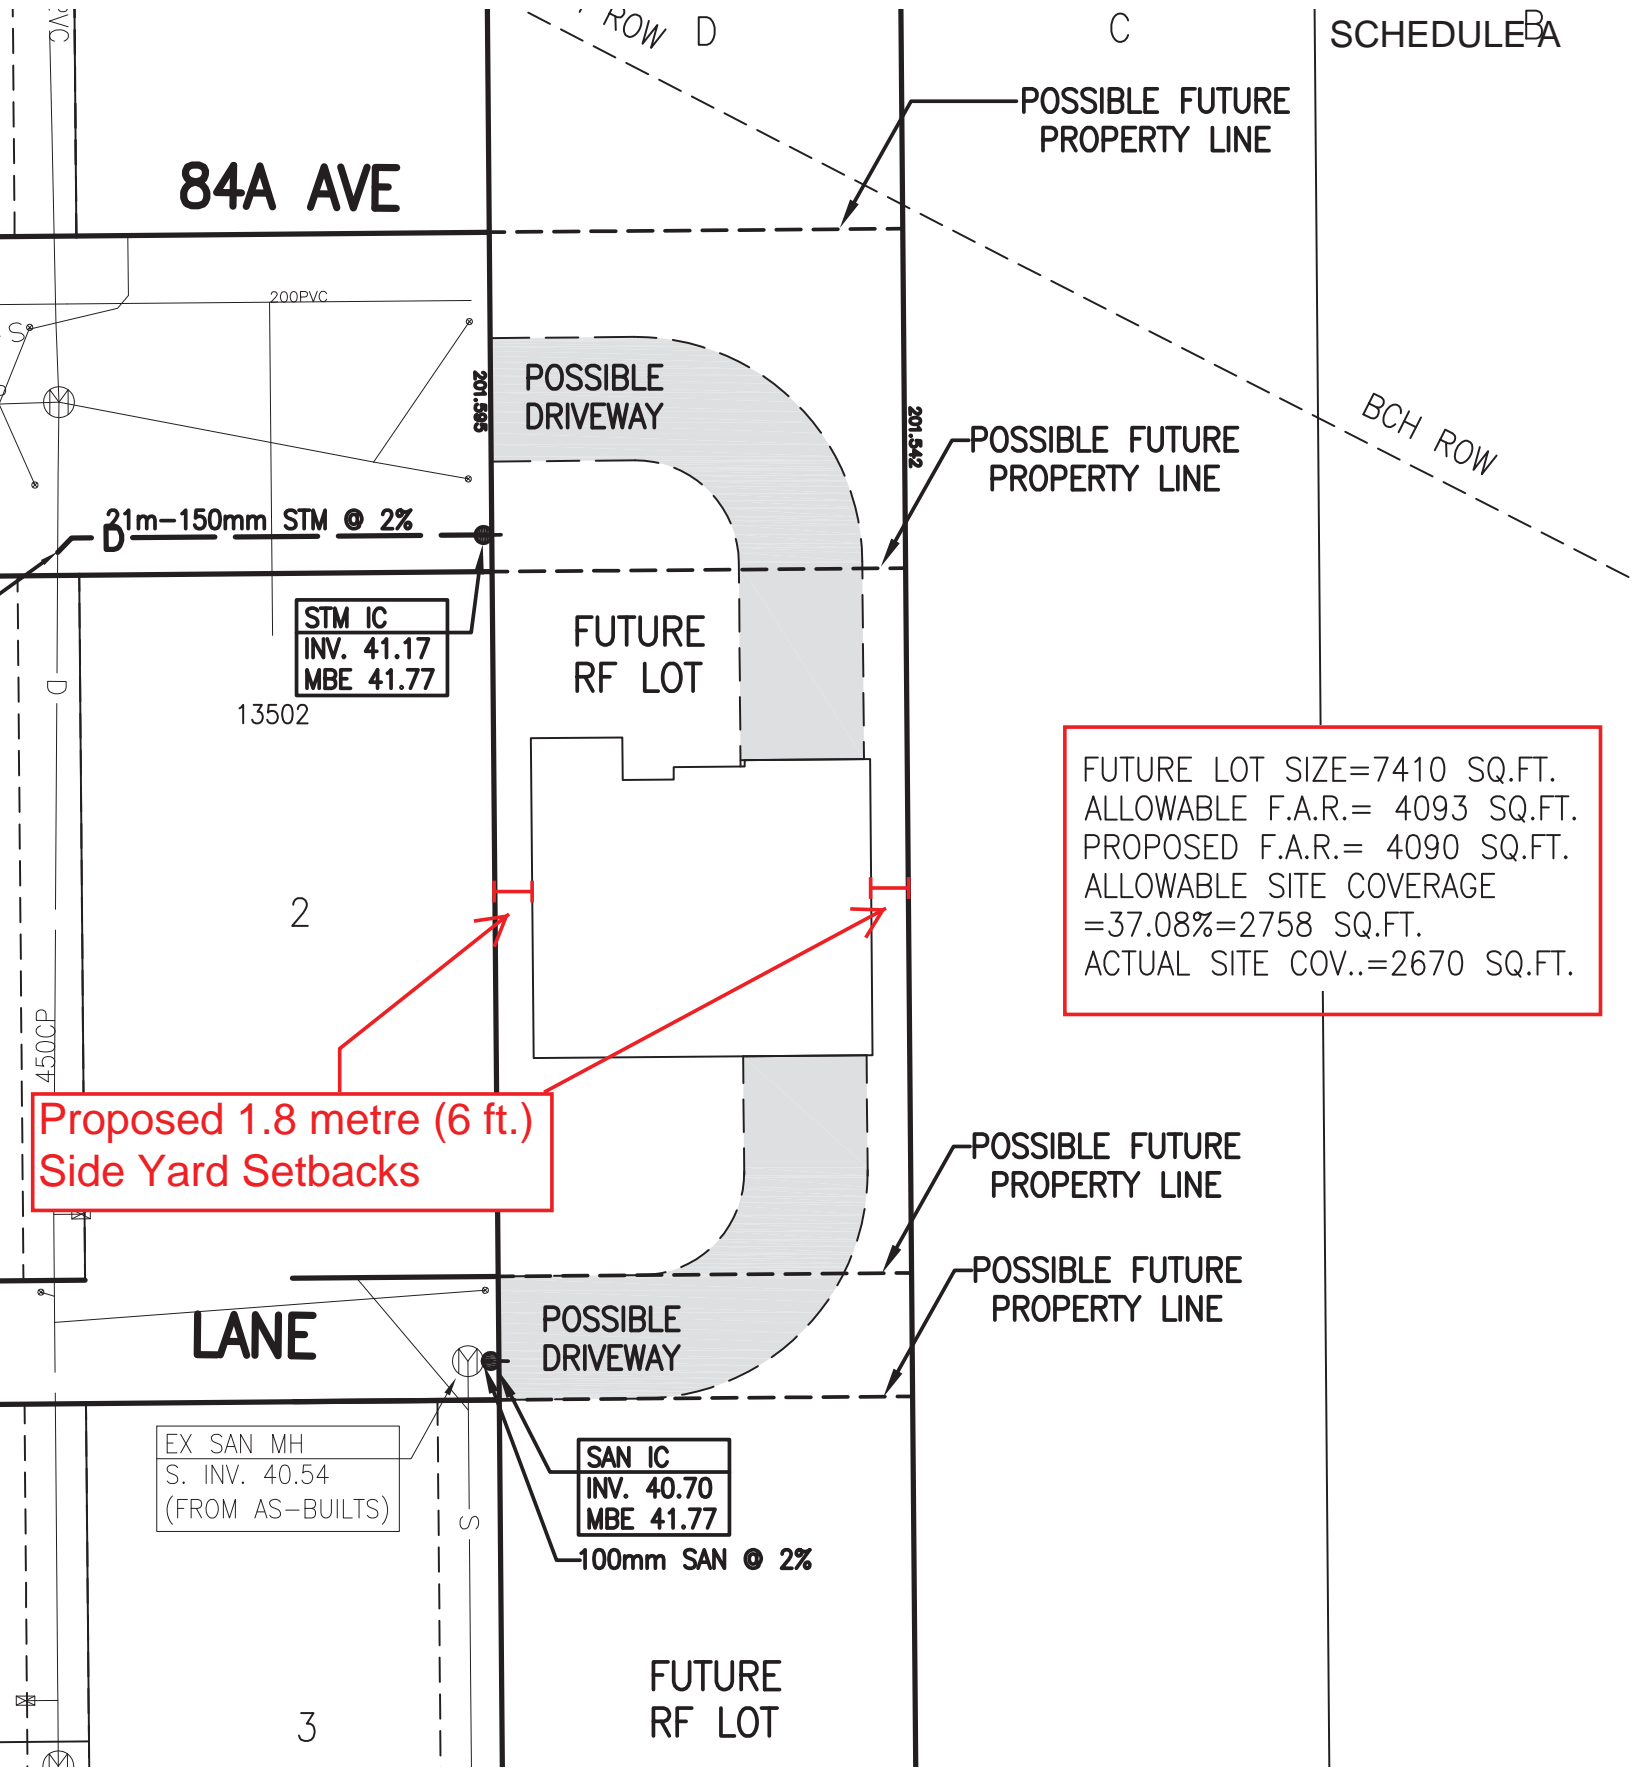 PVC
ROW
D
C
B
SCHEDULE A
POSSIBLE FUTURE
PROPERTY LINE
84A AVE
200PVC
S
POSSIBLE
DRIVEWAY
201.595
201.542
BCH ROW
POSSIBLE FUTURE
PROPERTY LINE
21m-150mm STM @ 2%
D
STM IC
INV. 41.17
MBE 41.77
FUTURE
RF LOT
D
13502
FUTURE LOT SIZE=7410 SQ.FT.
ALLOWABLE F.A.R.= 4093 SQ.FT.
PROPOSED F.A.R.= 4090 SQ.FT.
ALLOWABLE SITE COVERAGE
=37.08%=2758 SQ.FT.
ACTUAL SITE COV..=2670 SQ.FT.
2
450CP
Proposed 1.8 metre (6 ft.)
Side Yard Setbacks
POSSIBLE FUTURE
PROPERTY LINE
POSSIBLE FUTURE
PROPERTY LINE
LANE
POSSIBLE
DRIVEWAY
EX SAN MH
S. INV. 40.54
(FROM AS-BUILTS)
SAN IC
INV. 40.70
MBE 41.77
S
100mm SAN @ 2%
FUTURE
RF LOT
3